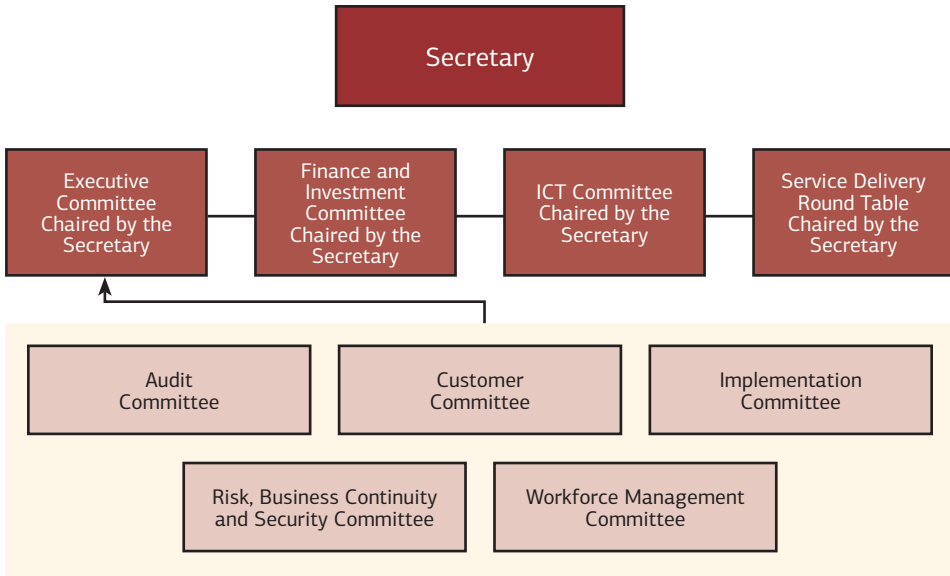 Secretary
Executive
Committee
Chaired by the
Secretary
Finance and
Investment
Committee
Chaired by the
Secretary
ICT Committee
Chaired by the
Secretary
Service Delivery
Round Table
Chaired by the
Secretary
Audit
Committee
Customer
Committee
Implementation
Committee
Risk, Business Continuity
and Security Committee
Workforce Management
Committee